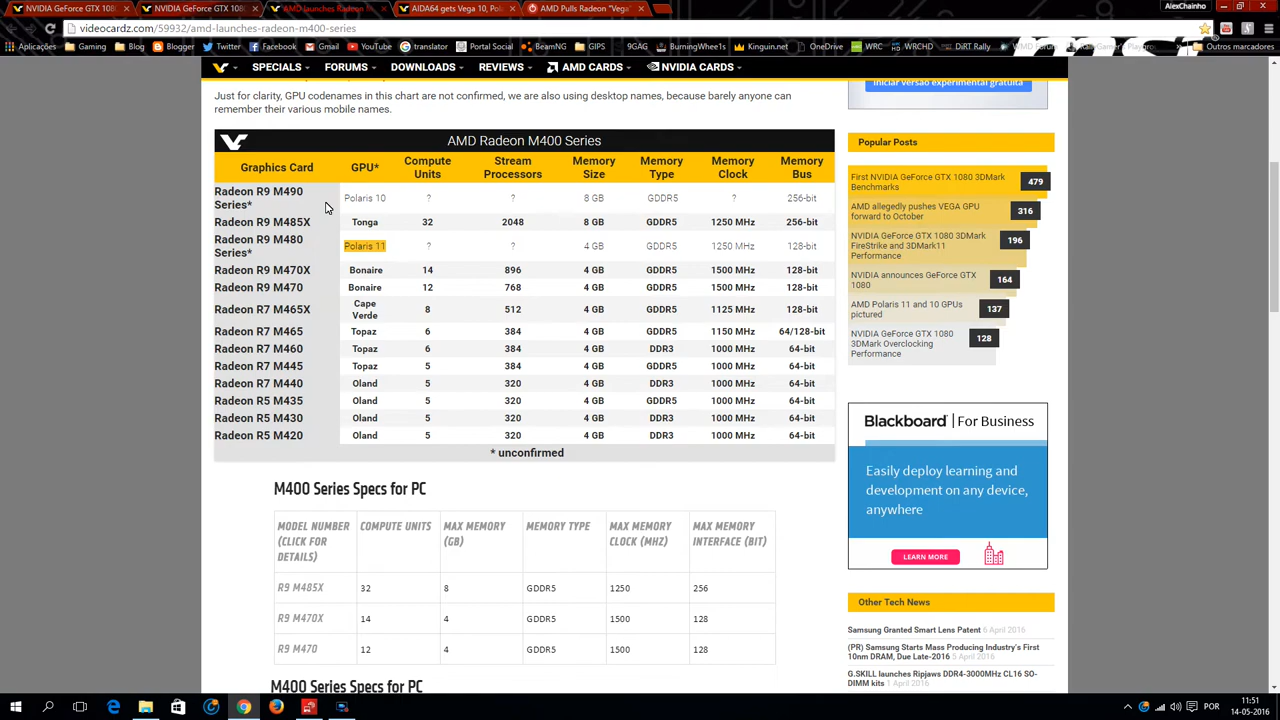 NVIDIA GeForce GTX 1080
NVIDIA GeForce GTX 1080
AMD launches Radeon M
AIDA64 gets Vega 10, Pol
AMD Pulls Radeon "Vega"
AlexChainho
videocardz.com/59932/amd-launches-radeon-m400-series
Aplicações
Gaming
Blog
Blogger
Twitter
Facebook
Gmail
YouTube
translator
Portal Social
BeamNG
GIPS
9GAG
BurningWhee1s
Kinguin.net
OneDrive
WRC
WRCHD
DiRT Rally
WMD Forum
Outros marcadores
SPECIALS
FORUMS
DOWNLOADS
REVIEWS
AMD CARDS
NVIDIA CARDS
Just for clarity, GPU codenames in this chart are not confirmed, we are also using desktop names, because barely anyone can
remember their various mobile names.
Iniciar versão experimental gratuita
AMD Radeon M400 Series
Graphics Card GPU* Compute Units Stream Processors Memory Size Memory Type Memory Clock Memory Bus
Radeon R9 M490 Series* Polaris 10 ? ? 8 GB GDDR5 ? 256-bit
Radeon R9 M485X Tonga 32 2048 8 GB GDDR5 1250 MHz 256-bit
Radeon R9 M480 Series* Polaris 11 ? ? 4 GB GDDR5 1250 MHz 128-bit
Radeon R9 M470X Bonaire 14 896 4 GB GDDR5 1500 MHz 128-bit
Radeon R9 M470 Bonaire 12 768 4 GB GDDR5 1500 MHz 128-bit
Radeon R7 M465X Cape Verde 8 512 4 GB GDDR5 1125 MHz 128-bit
Radeon R7 M465 Topaz 6 384 4 GB GDDR5 1150 MHz 64/128-bit
Radeon R7 M460 Topaz 6 384 4 GB DDR3 1000 MHz 64-bit
Radeon R7 M445 Topaz 5 384 4 GB GDDR5 1000 MHz 64-bit
Radeon R7 M440 Oland 5 320 4 GB DDR3 1000 MHz 64-bit
Radeon R5 M435 Oland 5 320 4 GB GDDR5 1000 MHz 64-bit
Radeon R5 M430 Oland 5 320 4 GB DDR3 1000 MHz 64-bit
Radeon R5 M420 Oland 5 320 4 GB DDR3 1000 MHz 64-bit
* unconfirmed
M400 Series Specs for PC
MODEL NUMBER (CLICK FOR DETAILS) COMPUTE UNITS MAX MEMORY (GB) MEMORY TYPE MAX MEMORY CLOCK (MHZ) MAX MEMORY INTERFACE (BIT)
R9 M485X 32 8 GDDR5 1250 256
R9 M470X 14 4 GDDR5 1500 128
R9 M470 12 4 GDDR5 1500 128
M400 Series Specs for PC
Popular Posts
First NVIDIA GeForce GTX 1080 3DMark
Benchmarks
479
AMD allegedly pushes VEGA GPU
forward to October
316
NVIDIA GeForce GTX 1080 3DMark
FireStrike and 3DMark11
Performance
196
NVIDIA announces GeForce GTX
1080
164
AMD Polaris 11 and 10 GPUs
pictured
137
NVIDIA GeForce GTX 1080
3DMark Overclocking
Performance
128
Blackboard | For Business
Easily deploy learning and
development on any device,
anywhere
LEARN MORE
Other Tech News
Samsung Granted Smart Lens Patent 6 April 2016
(PR) Samsung Starts Mass Producing Industry's First
10nm DRAM, Due Late-2016 5 April 2016
G.SKILL launches Ripjaws DDR4-3000MHz CL16 SO-
DIMM kits 1 April 2016
POR
11:51
14-05-2016